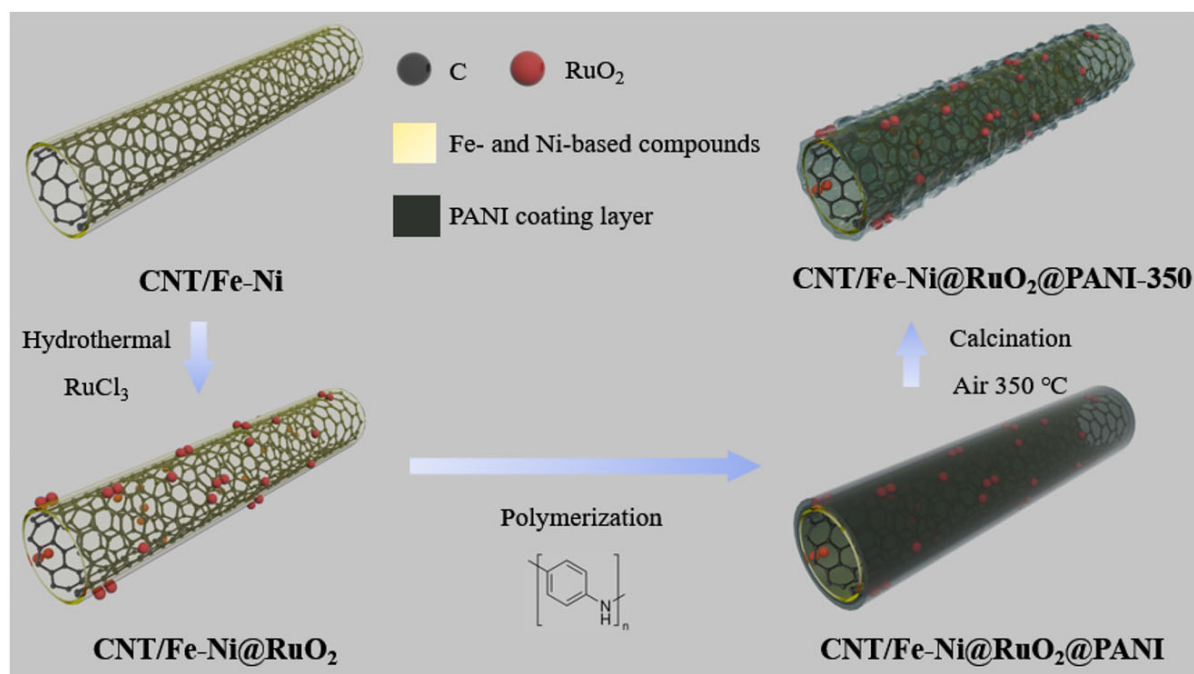 C
RuO₂
Fe- and Ni-based compounds
PANI coating layer
CNT/Fe-Ni
CNT/Fe-Ni@RuO₂@PANI-350
Hydrothermal
RuCl₃
Calcination
Air 350 °C
Polymerization
N
H
n
CNT/Fe-Ni@RuO₂
CNT/Fe-Ni@RuO₂@PANI